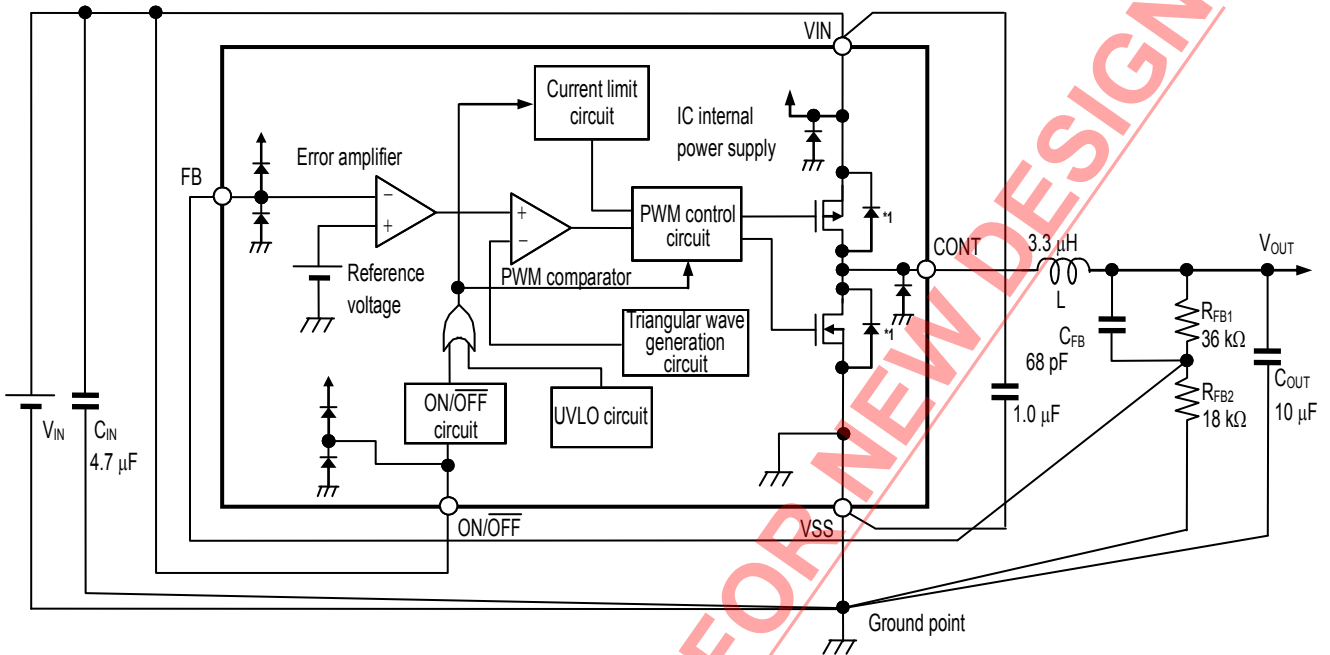 VIN
Current limit
circuit
IC internal
power supply
Error amplifier
FB
−
+
+
−
PWM control
circuit
*1
CONT
3.3 µH
VOUT
L
Reference
voltage
PWM comparator
Triangular wave
generation
circuit
*1
RFB1
36 kΩ
CFB
68 pF
COUT
10 µF
RFB2
18 kΩ
1.0 µF
ON/OFF
circuit
UVLO circuit
VIN
CIN
4.7 µF
ON/OFF
VSS
Ground point
FOR NEW DESIGN